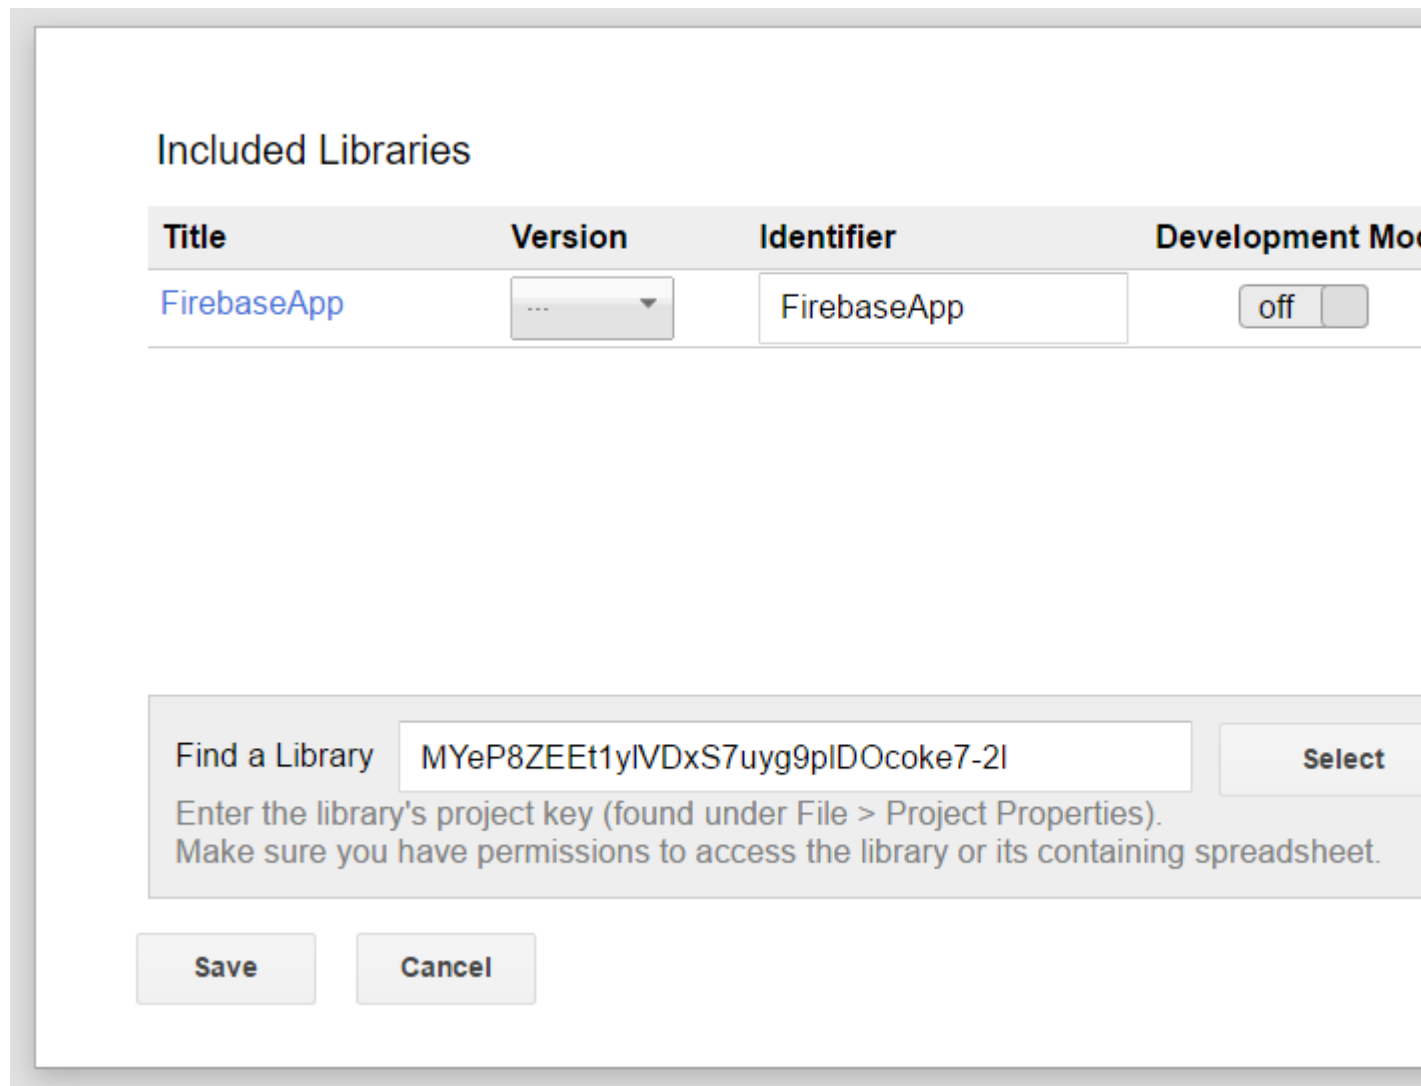 Included Libraries
Title Version Identifier Development Mod
FirebaseApp --- FirebaseApp off
Find a Library MYeP8ZEEt1ylVDxS7uyg9plDOcoke7-2l Select
Enter the library's project key (found under File > Project Properties).
Make sure you have permissions to access the library or its containing spreadsheet.
Save Cancel